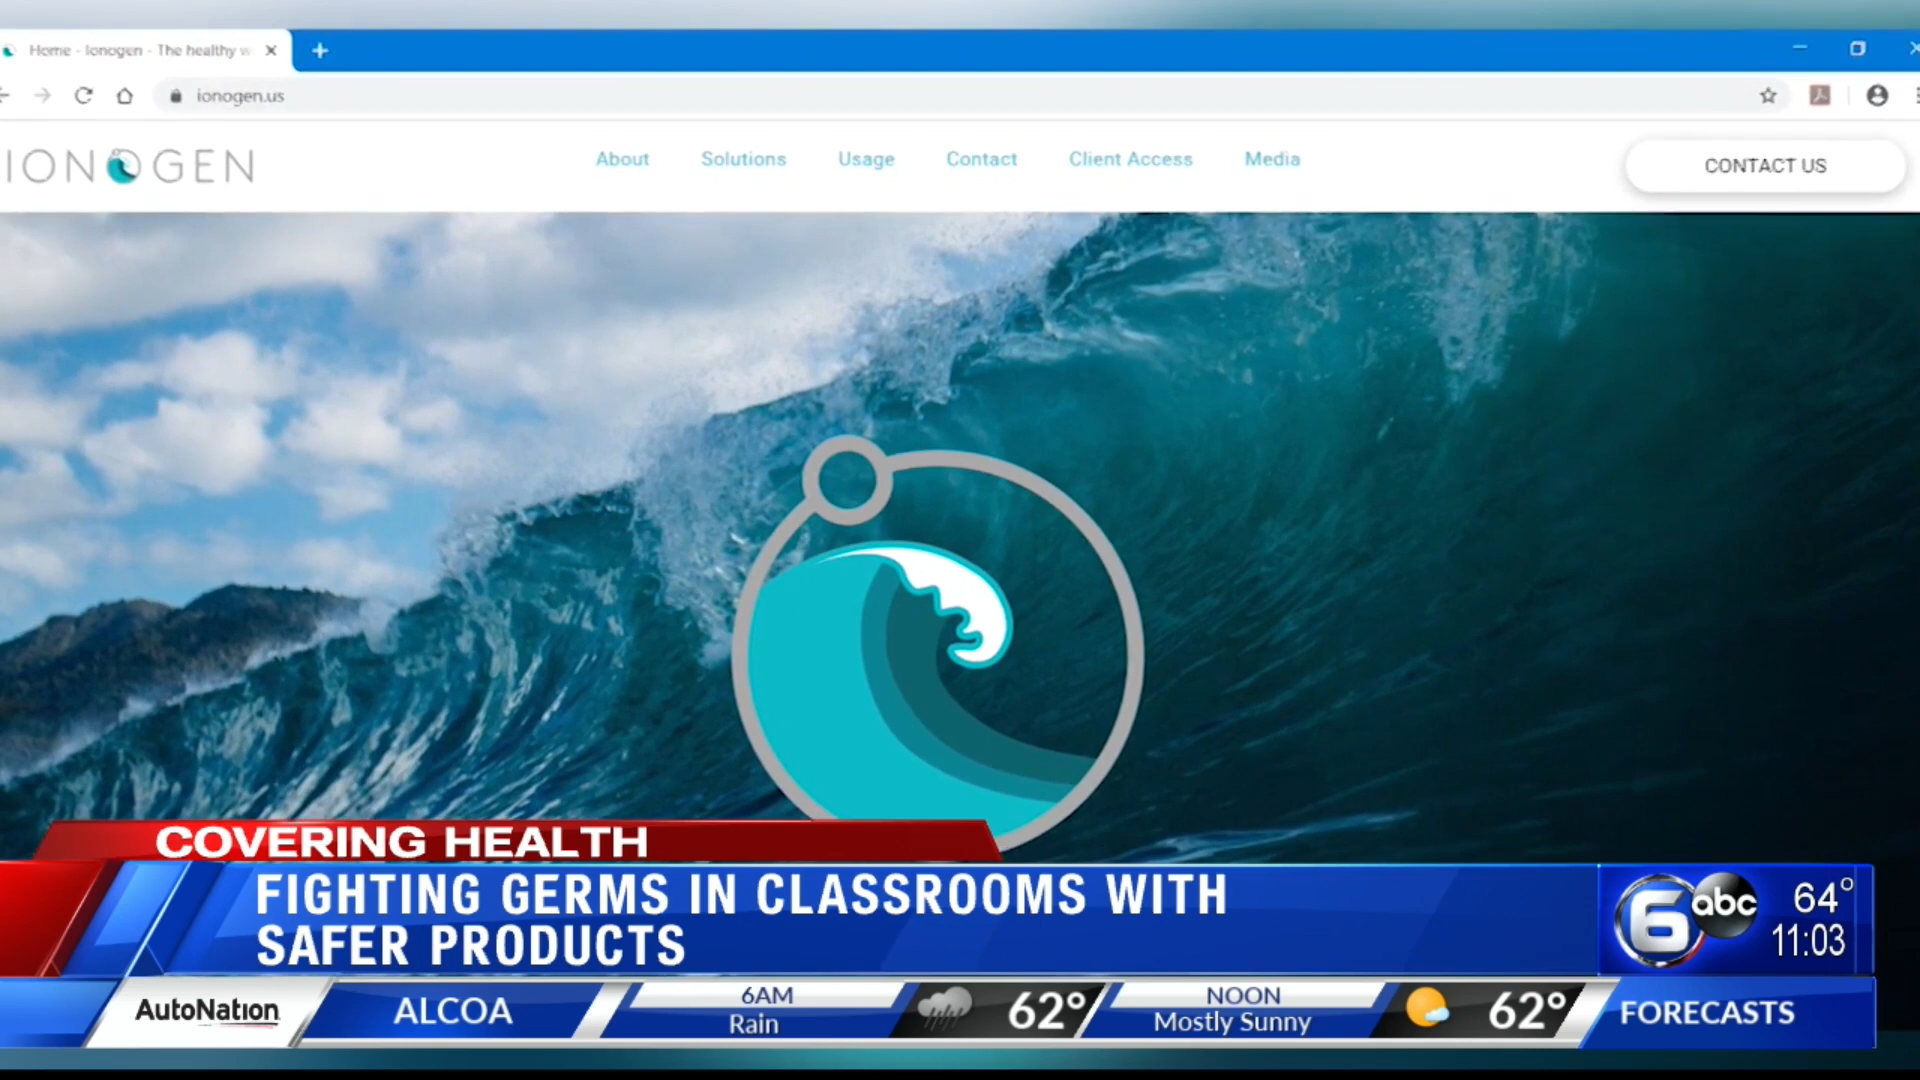 Home - Ionogen - The healthy w
ionogen.us
IONOGEN
About Solutions Usage Contact Client Access Media
CONTACT US
COVERING HEALTH
FIGHTING GERMS IN CLASSROOMS WITH
SAFER PRODUCTS
6 abc
64°
11:03
AutoNation
ALCOA
6AM
Rain
62°
NOON
Mostly Sunny
62°
FORECASTS